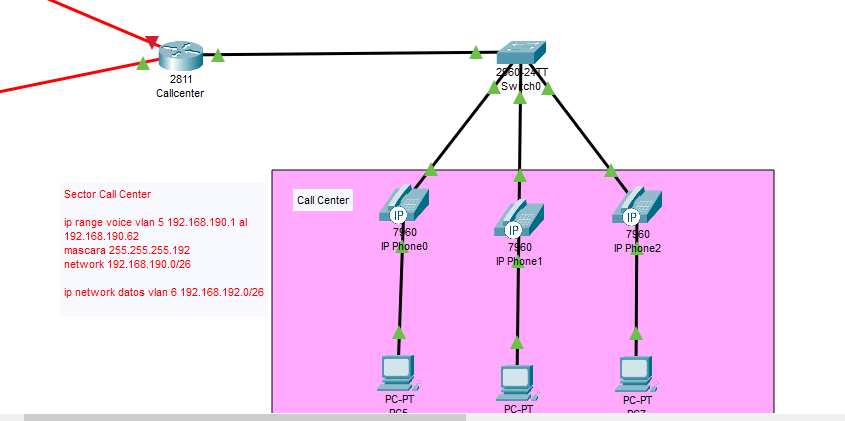 2811
Callcenter
2960-24TT
Switch0
Sector Call Center
ip range voice vlan 5 192.168.190.1 al
192.168.190.62
mascara 255.255.255.192
network 192.168.190.0/26
ip network datos vlan 6 192.168.192.0/26
Call Center
IP
7960
IP Phone0
IP
7960
IP Phone1
IP
7960
IP Phone2
PC-PT
PC-PT
PC-PT